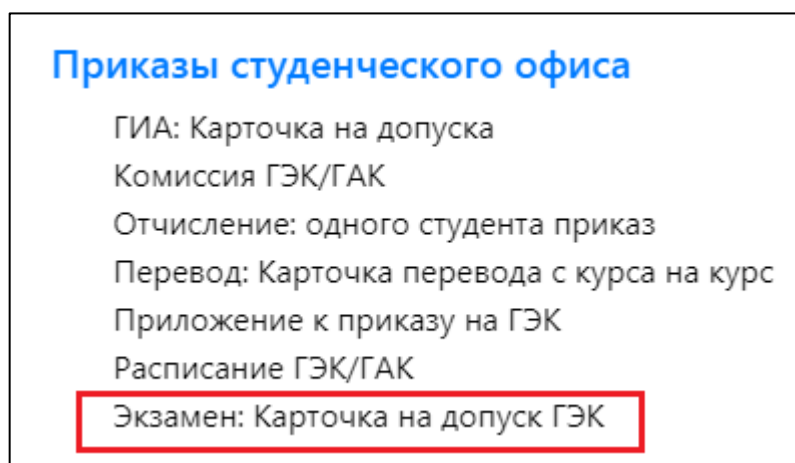 Приказы студенческого офиса
ГИА: Карточка на допуска
Комиссия ГЭК/ГАК
Отчисление: одного студента приказ
Перевод: Карточка перевода с курса на курс
Приложение к приказу на ГЭК
Расписание ГЭК/ГАК
Экзамен: Карточка на допуск ГЭК